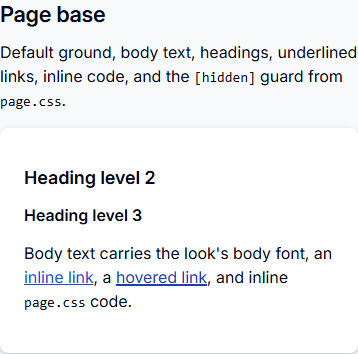 Page base
Default ground, body text, headings, underlined
links, inline code, and the [hidden] guard from
page.css.
Heading level 2
Heading level 3
Body text carries the look's body font, an
inline link, a hovered link, and inline
page.css code.